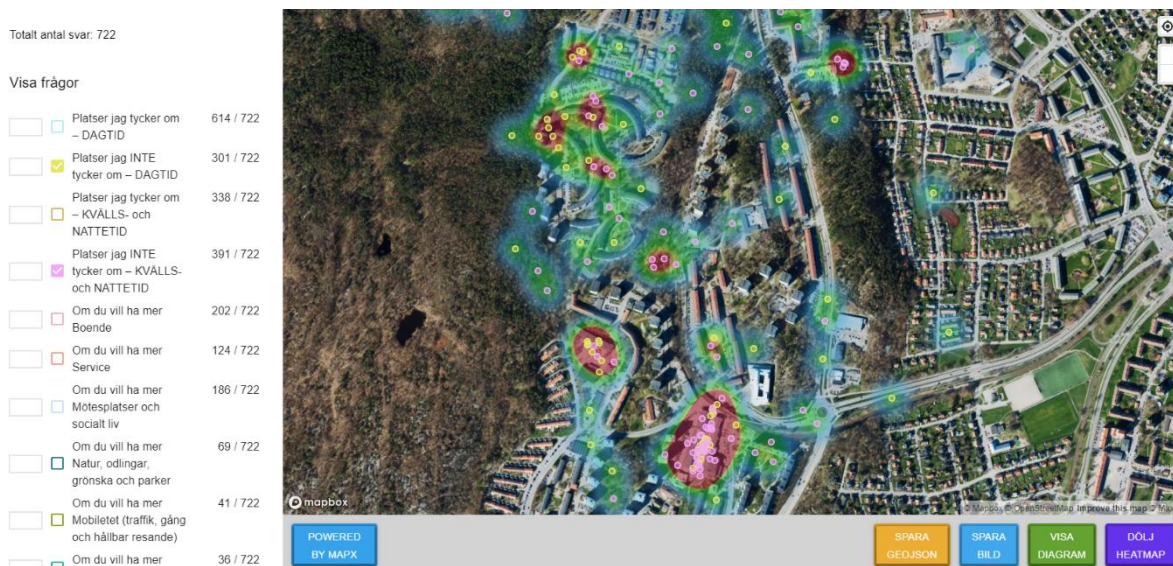 Totalt antal svar: 722
Visa frågor
Platser jag tycker om 614 / 722
– DAGTID
Platser jag INTE 301 / 722
tycker om – DAGTID
Platser jag tycker om 338 / 722
– KVÄLLS- och
NATTETID
Platser jag INTE 391 / 722
tycker om – KVÄLLS-
och NATTETID
Om du vill ha mer 202 / 722
Boende
Om du vill ha mer 124 / 722
Service
Om du vill ha mer 186 / 722
Mötesplatser och
socialt liv
Om du vill ha mer 69 / 722
Natur, odlingar,
grönska och parker
Om du vill ha mer 41 / 722
Mobiletet (traffik, gång
och hållbar resande)
Om du vill ha mer 36 / 722
mapbox
© Mapbox © OpenStreetMap Improve this map
POWERED
BY MAPX
SPARA
GEOJSON
SPARA
BILD
VISA
DIAGRAM
DÖLJ
HEATMAP